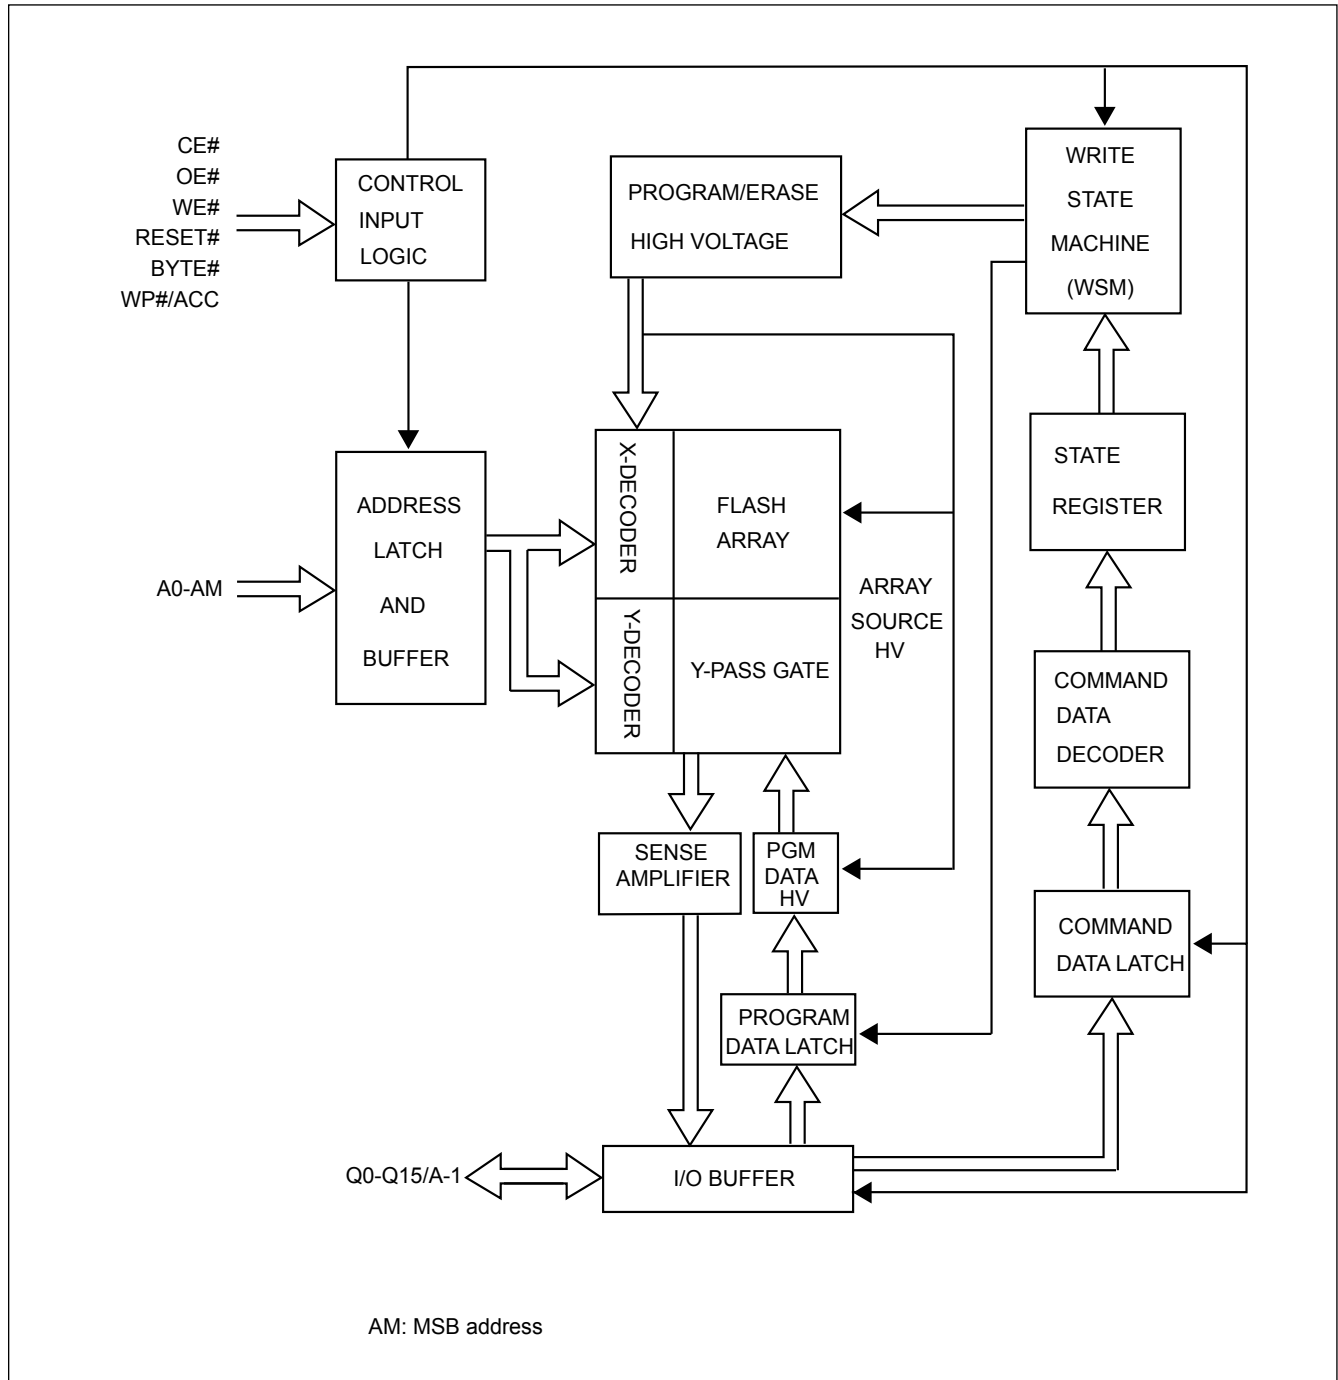 CE#
OE#
WE#
RESET#
BYTE#
WP#/ACC
CONTROL
INPUT
LOGIC
PROGRAM/ERASE
HIGH VOLTAGE
WRITE
STATE
MACHINE
(WSM)
STATE
REGISTER
A0-AM
ADDRESS
LATCH
AND
BUFFER
X-DECODER
FLASH
ARRAY
Y-DECODER
Y-PASS GATE
ARRAY
SOURCE
HV
COMMAND
DATA
DECODER
SENSE
AMPLIFIER
PGM
DATA
HV
COMMAND
DATA LATCH
PROGRAM
DATA LATCH
Q0-Q15/A-1
I/O BUFFER
AM: MSB address